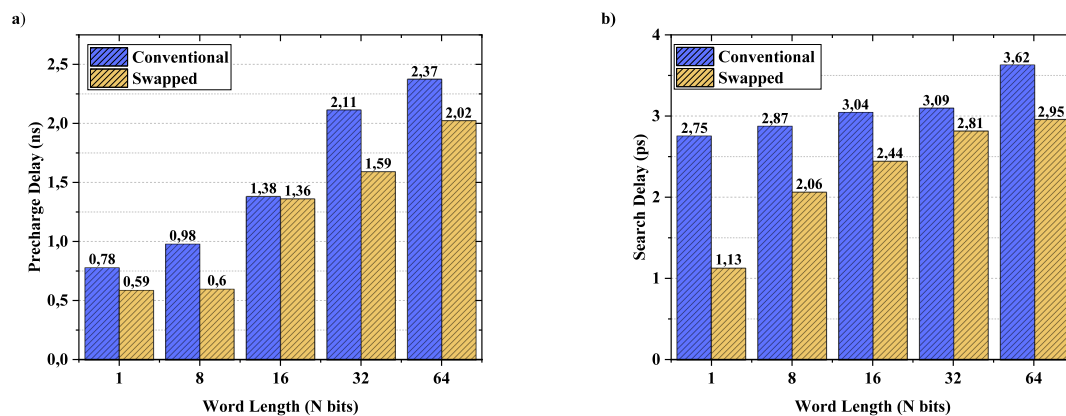 a)
Conventional
Swapped
Precharge Delay (ns)
2,5
2,0
1,5
1,0
0,5
0,0
0,78
0,59
0,98
0,6
1,38
1,36
2,11
1,59
2,37
2,02
1 8 16 32 64
Word Length (N bits)
b)
Conventional
Swapped
Search Delay (ps)
4
3
2
1
0
2,75
1,13
2,87
2,06
3,04
2,44
3,09
2,81
3,62
2,95
1 8 16 32 64
Word Length (N bits)